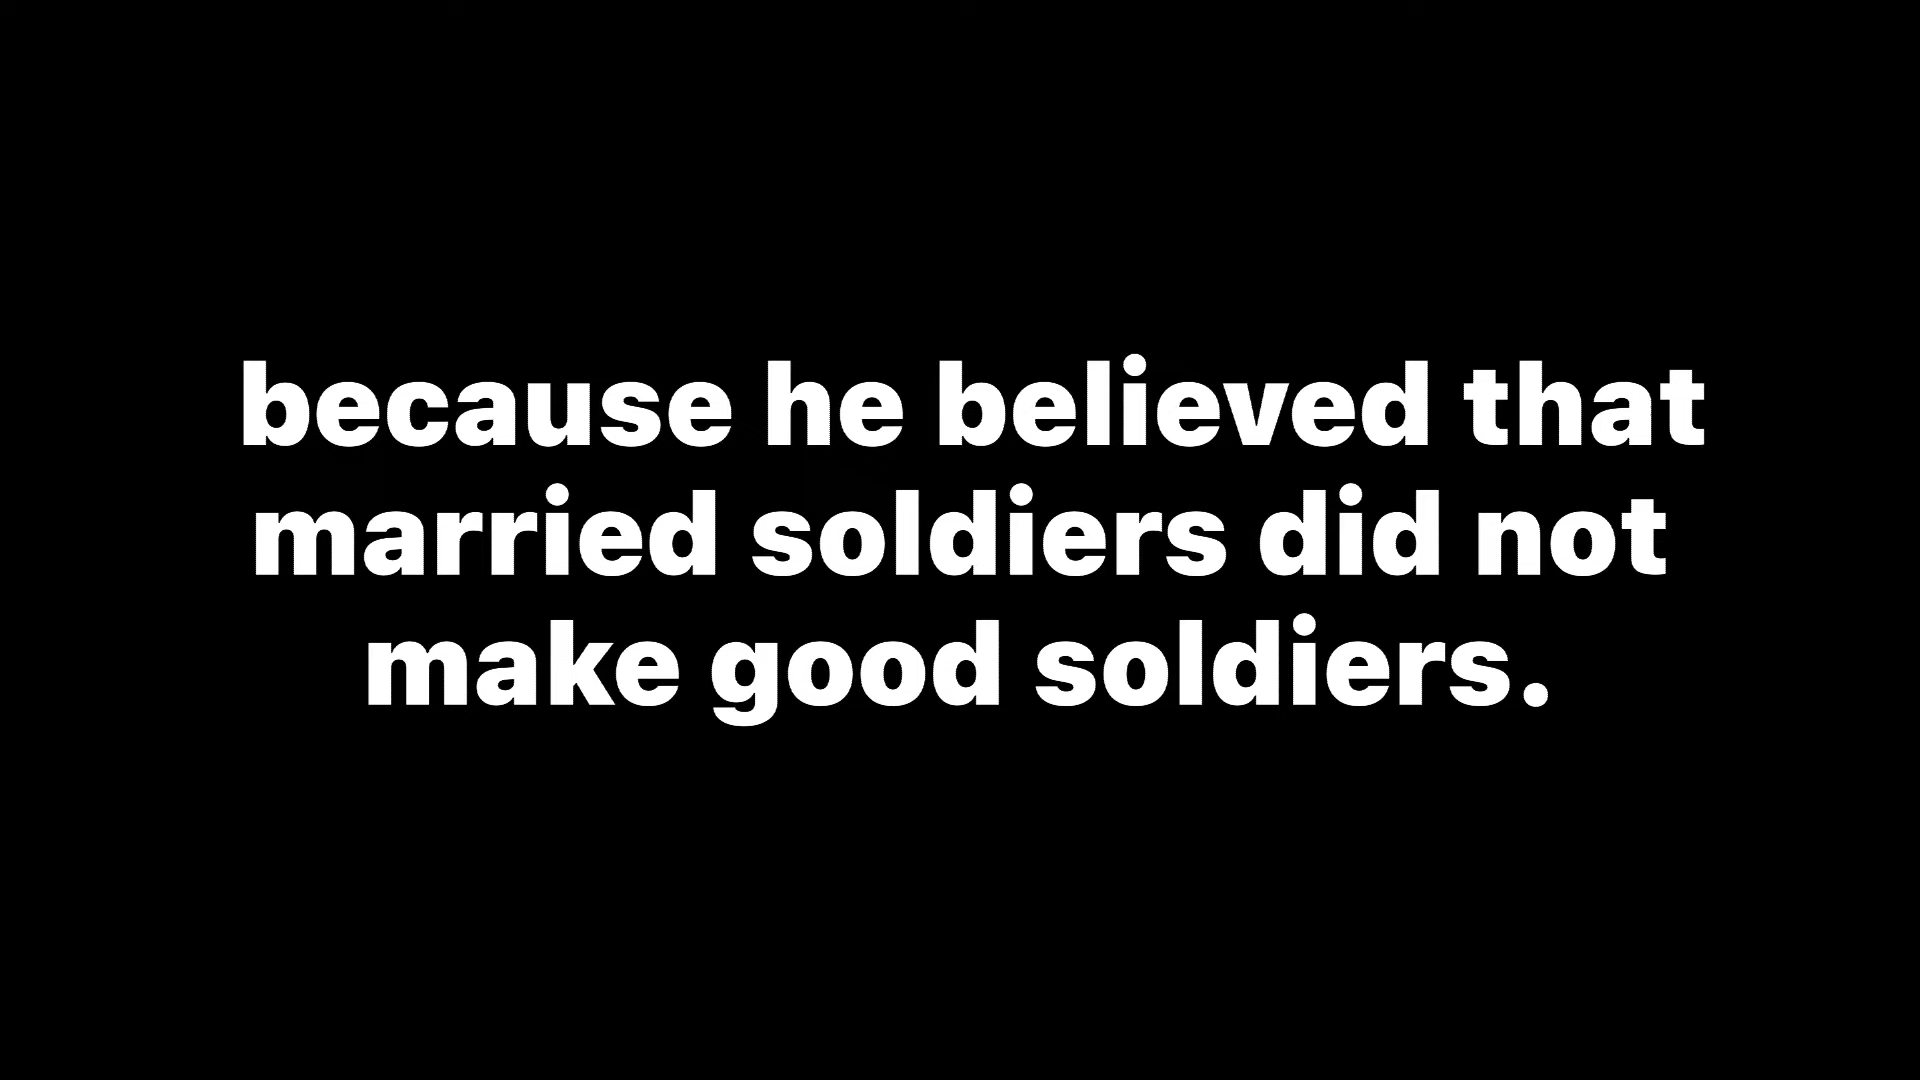 because he believed that
married soldiers did not
make good soldiers.